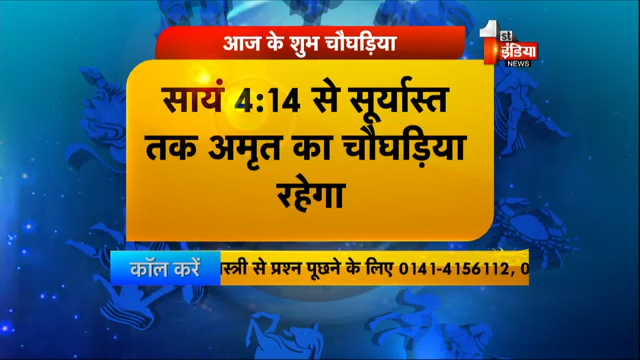 आज के शुभ चौघड़िया
1st
इंडिया
NEWS
सायं 4:14 से सूर्यास्त
तक अमृत का चौघड़िया
रहेगा
कॉल करें
स्त्री से प्रश्न पूछने के लिए 0141-4156112, 0